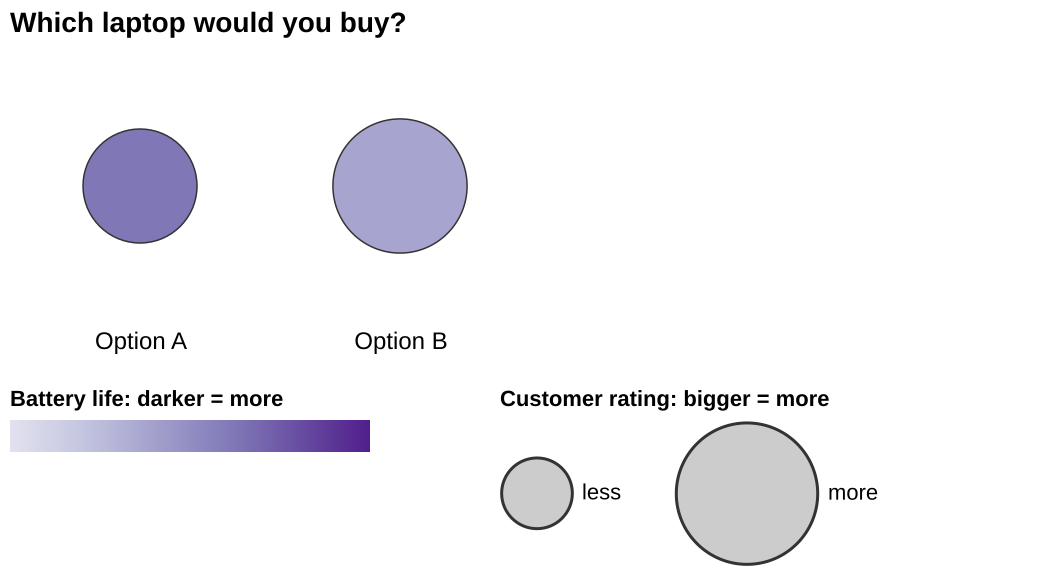 Which laptop would you buy?
Option A
Option B
Battery life: darker = more
Customer rating: bigger = more
less
more